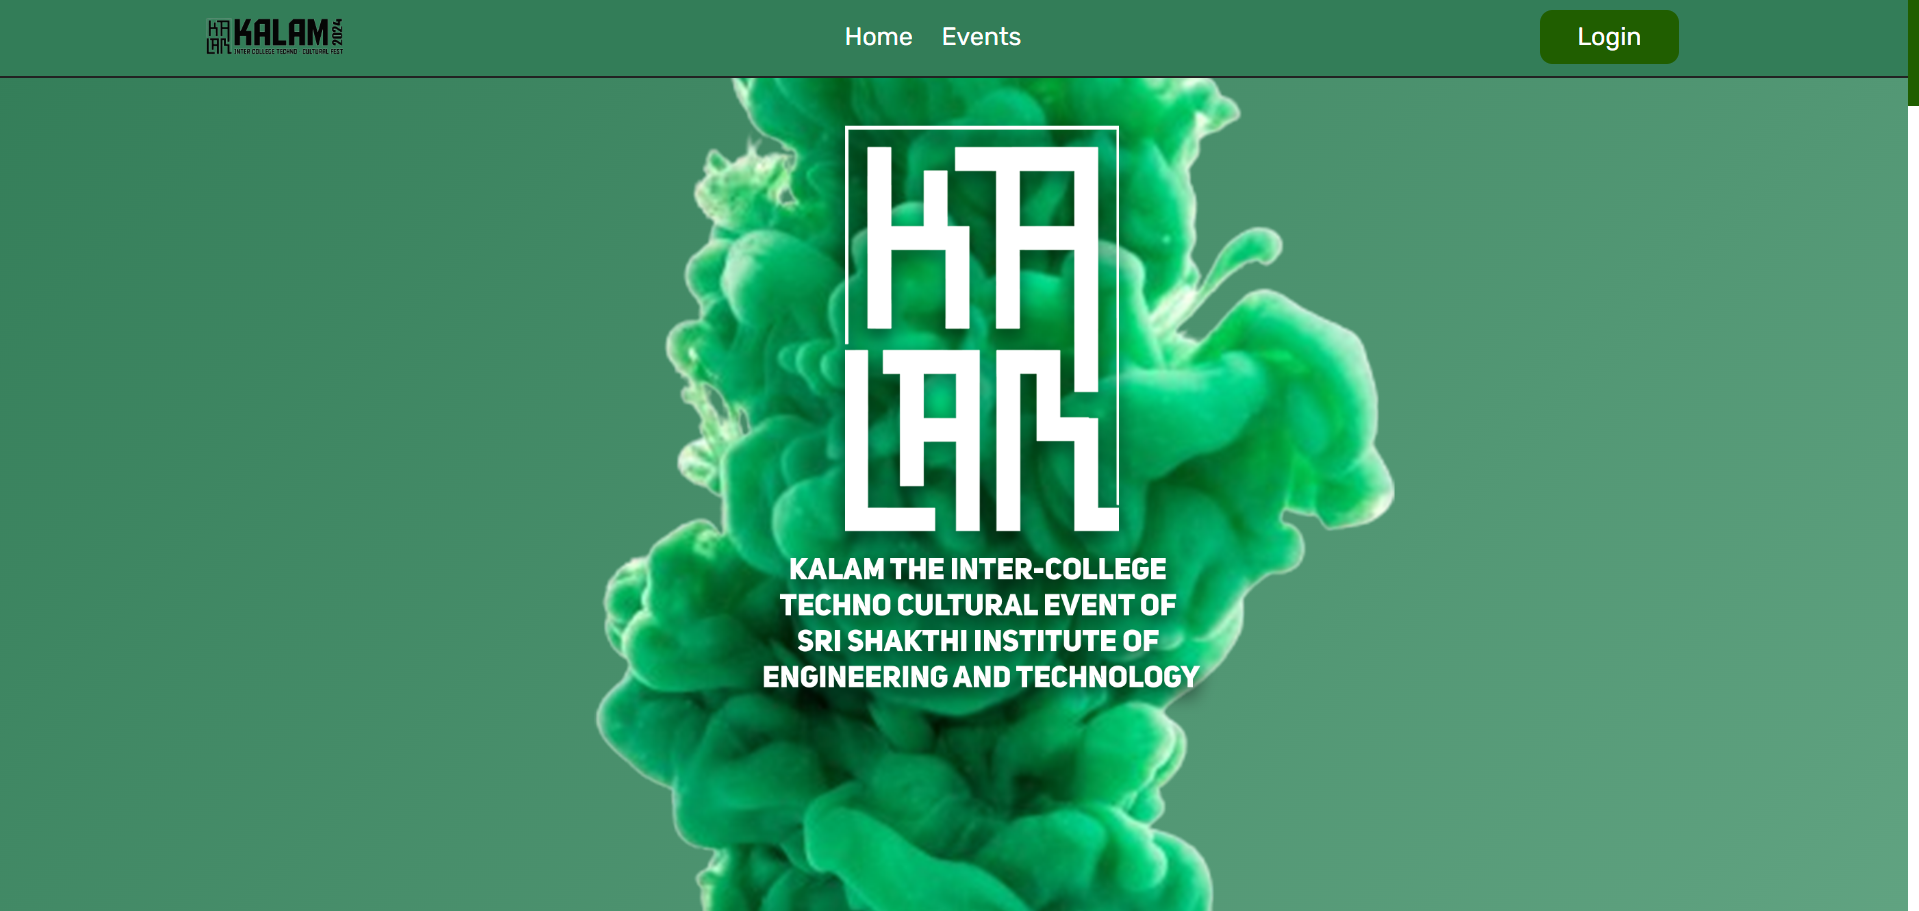 KA
LAM
KALAM
2024
INTER COLLEGE TECHNO - CULTURAL FEST
Home
Events
Login
KA
LAM
KALAM THE INTER-COLLEGE
TECHNO CULTURAL EVENT OF
SRI SHAKTHI INSTITUTE OF
ENGINEERING AND TECHNOLOGY